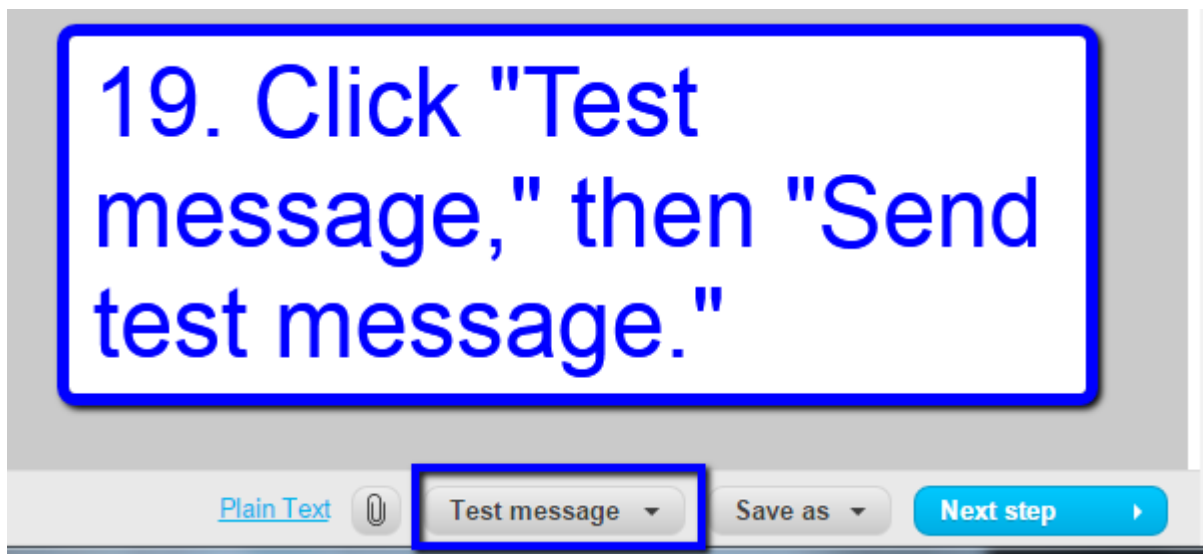 19. Click "Test
message," then "Send
test message."
Plain Text Test message Save as Next step